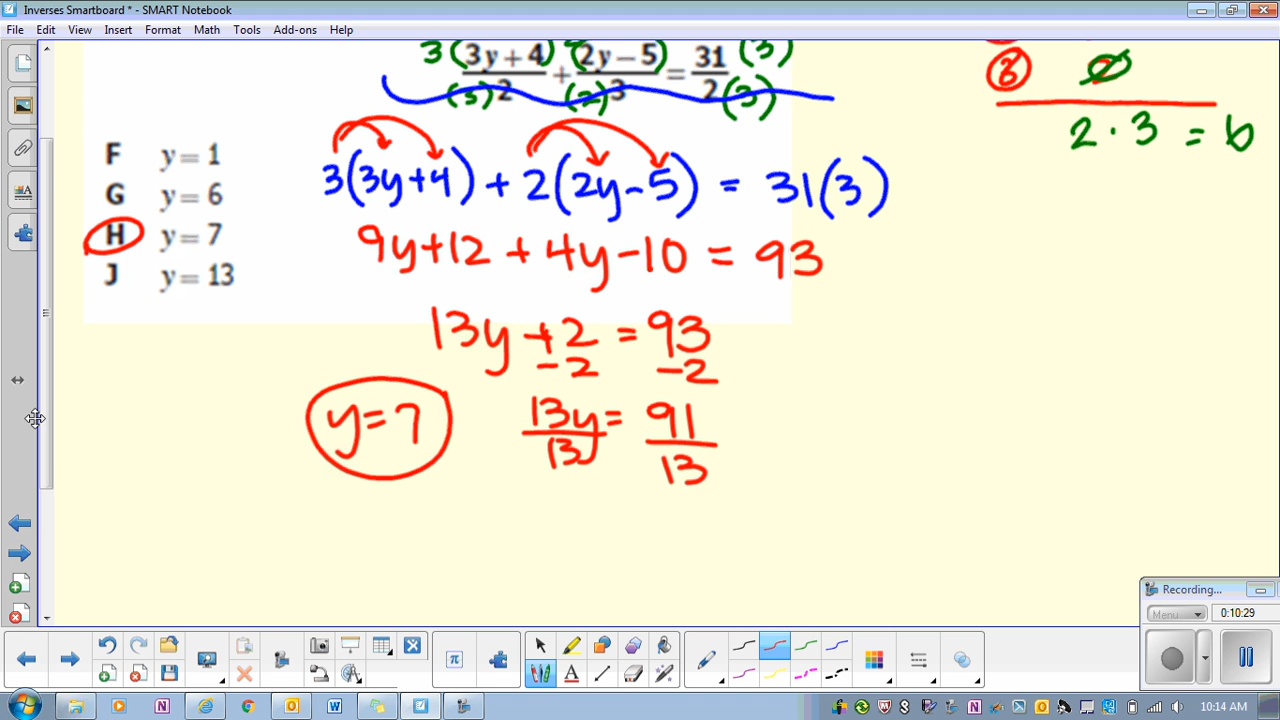 Inverses Smartboard * - SMART Notebook
File Edit View Insert Format Math Tools Add-ons Help
3 (3y + 4) (2y - 5) 31 (3)
+ =
(3) 2 (2) 3 2 (3)
8 2
2 · 3 = 6
F y = 1
G y = 6
H y = 7
J y = 13
3(3y+4) + 2(2y-5) = 31(3)
9y+12 + 4y-10 = 93
13y +2 = 93
-2 -2
y=7 13y = 91
13 13
Recording...
Menu 0:10:29
π A
W N O
10:14 AM